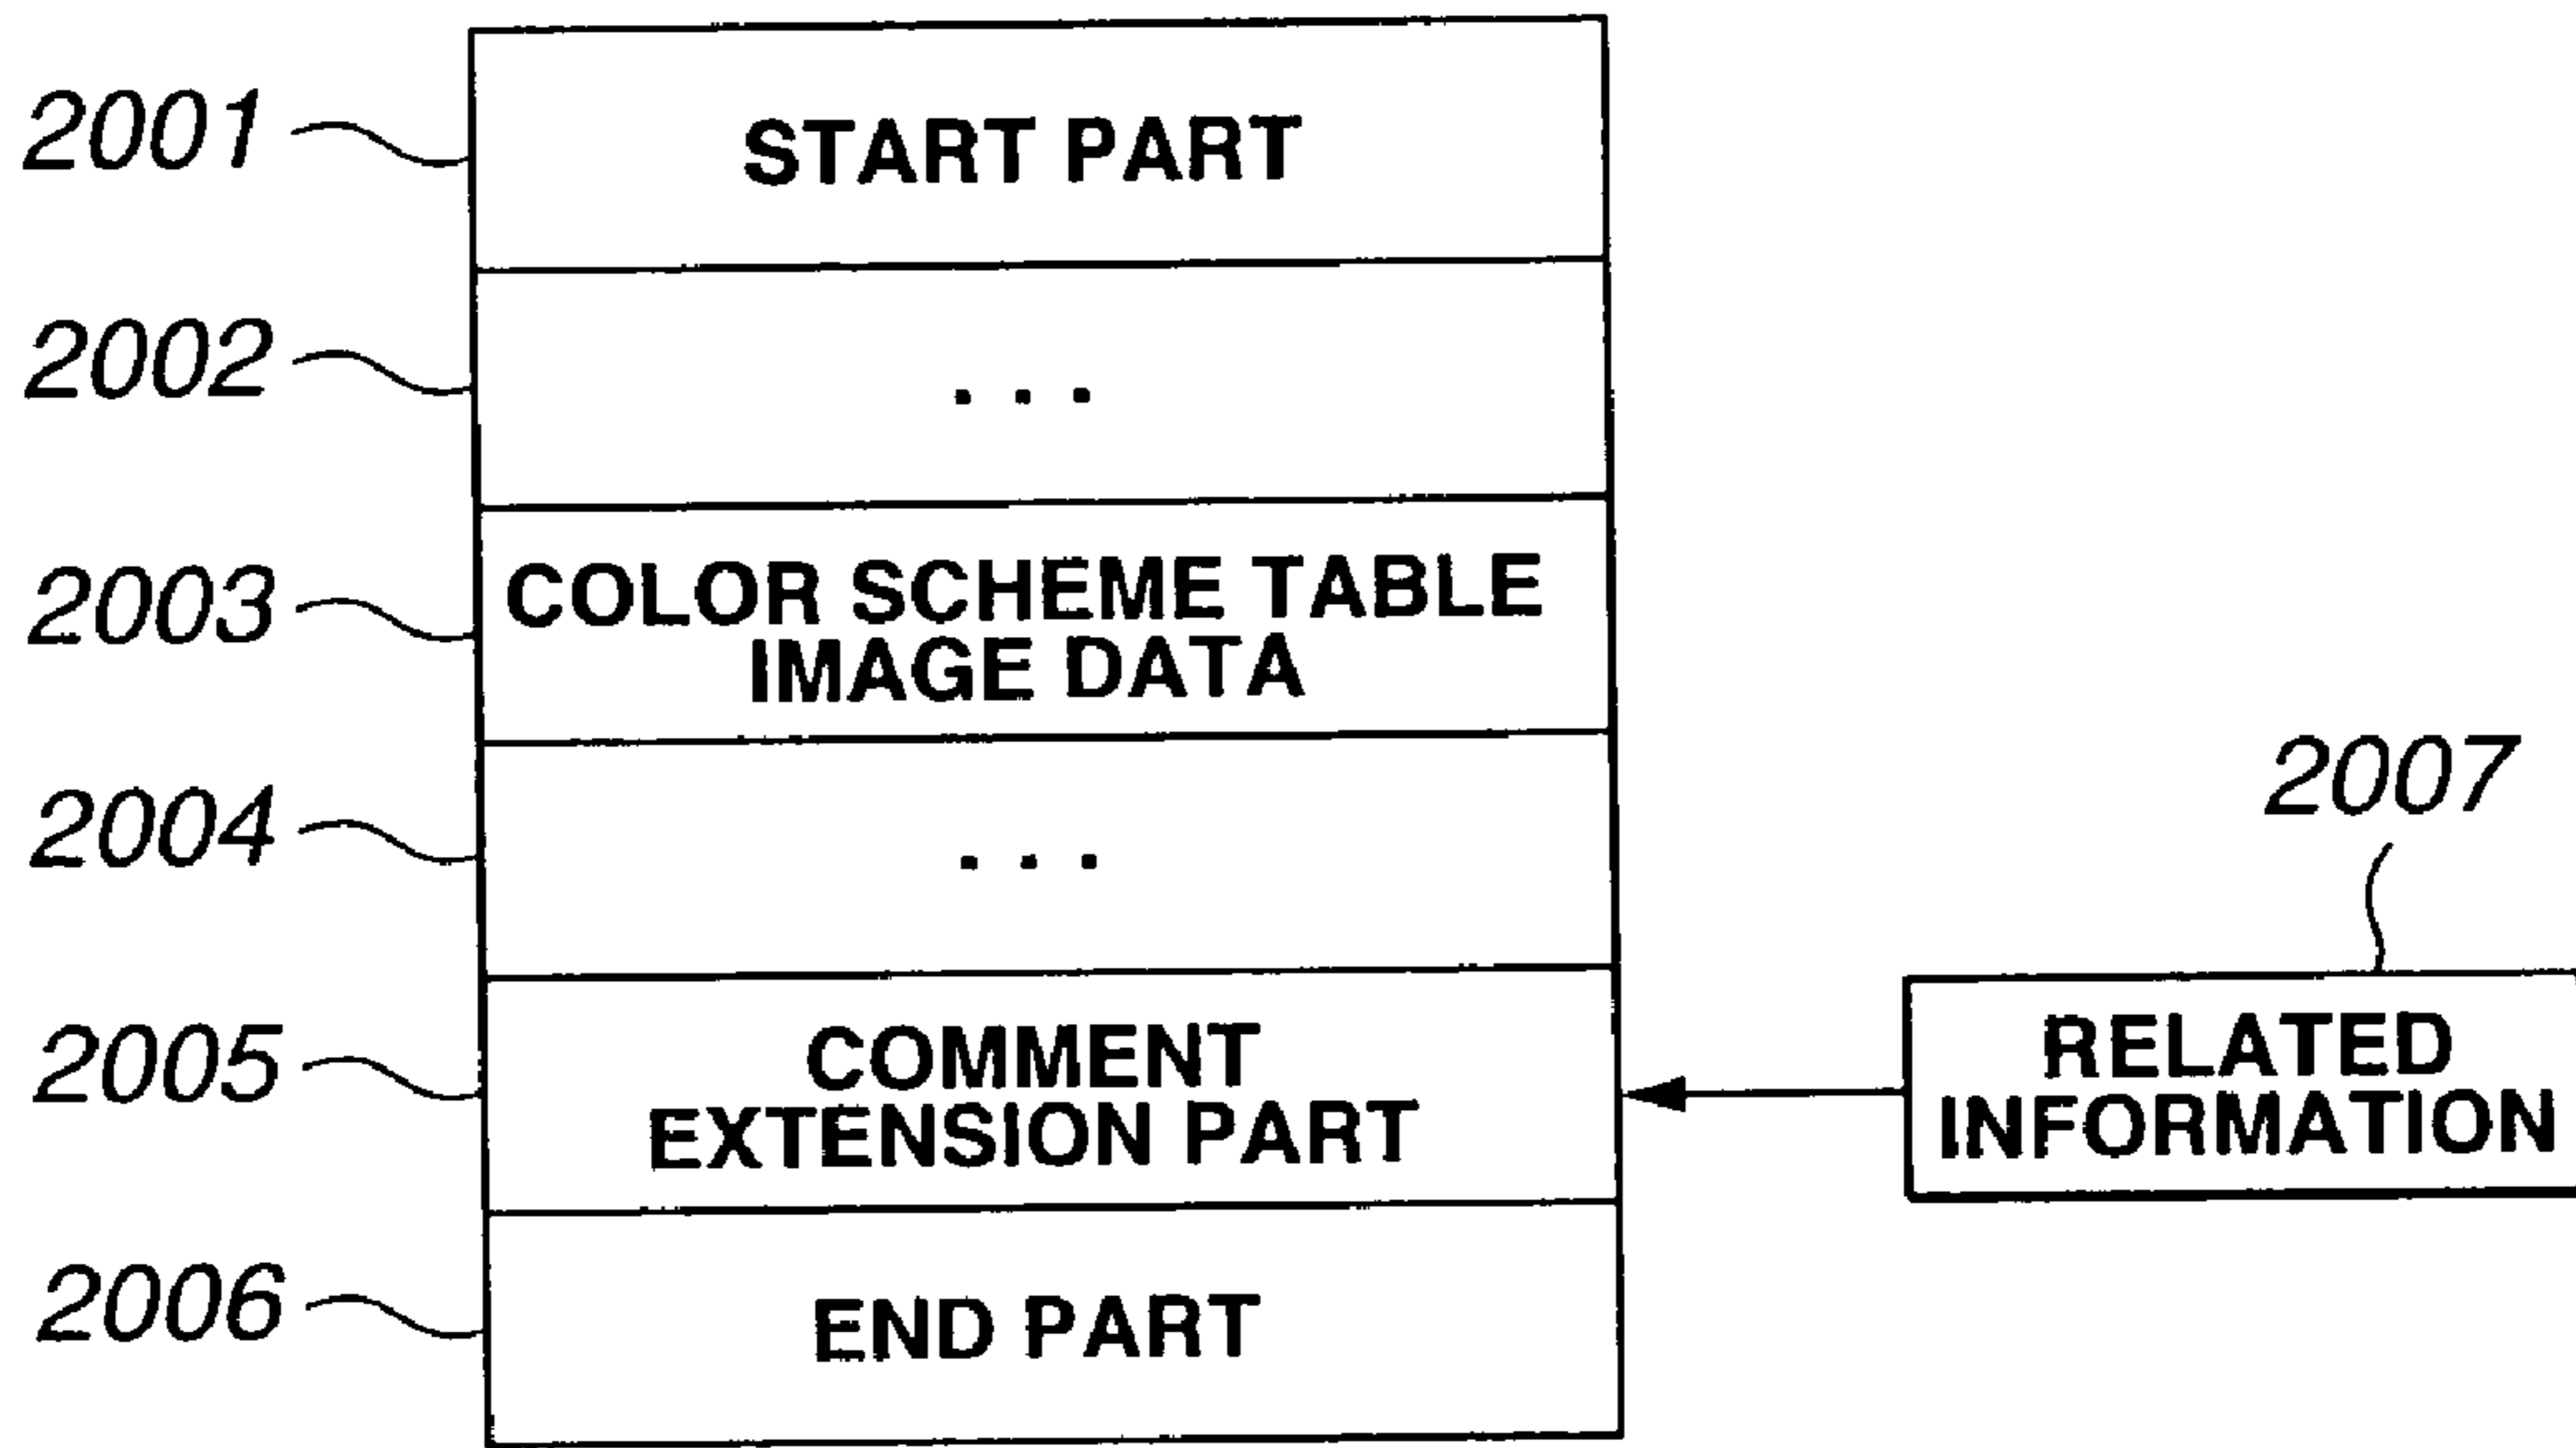 2001
START PART
2002
. . .
2003
COLOR SCHEME TABLE
IMAGE DATA
2004
. . .
2005
COMMENT
EXTENSION PART
2007
RELATED
INFORMATION
2006
END PART